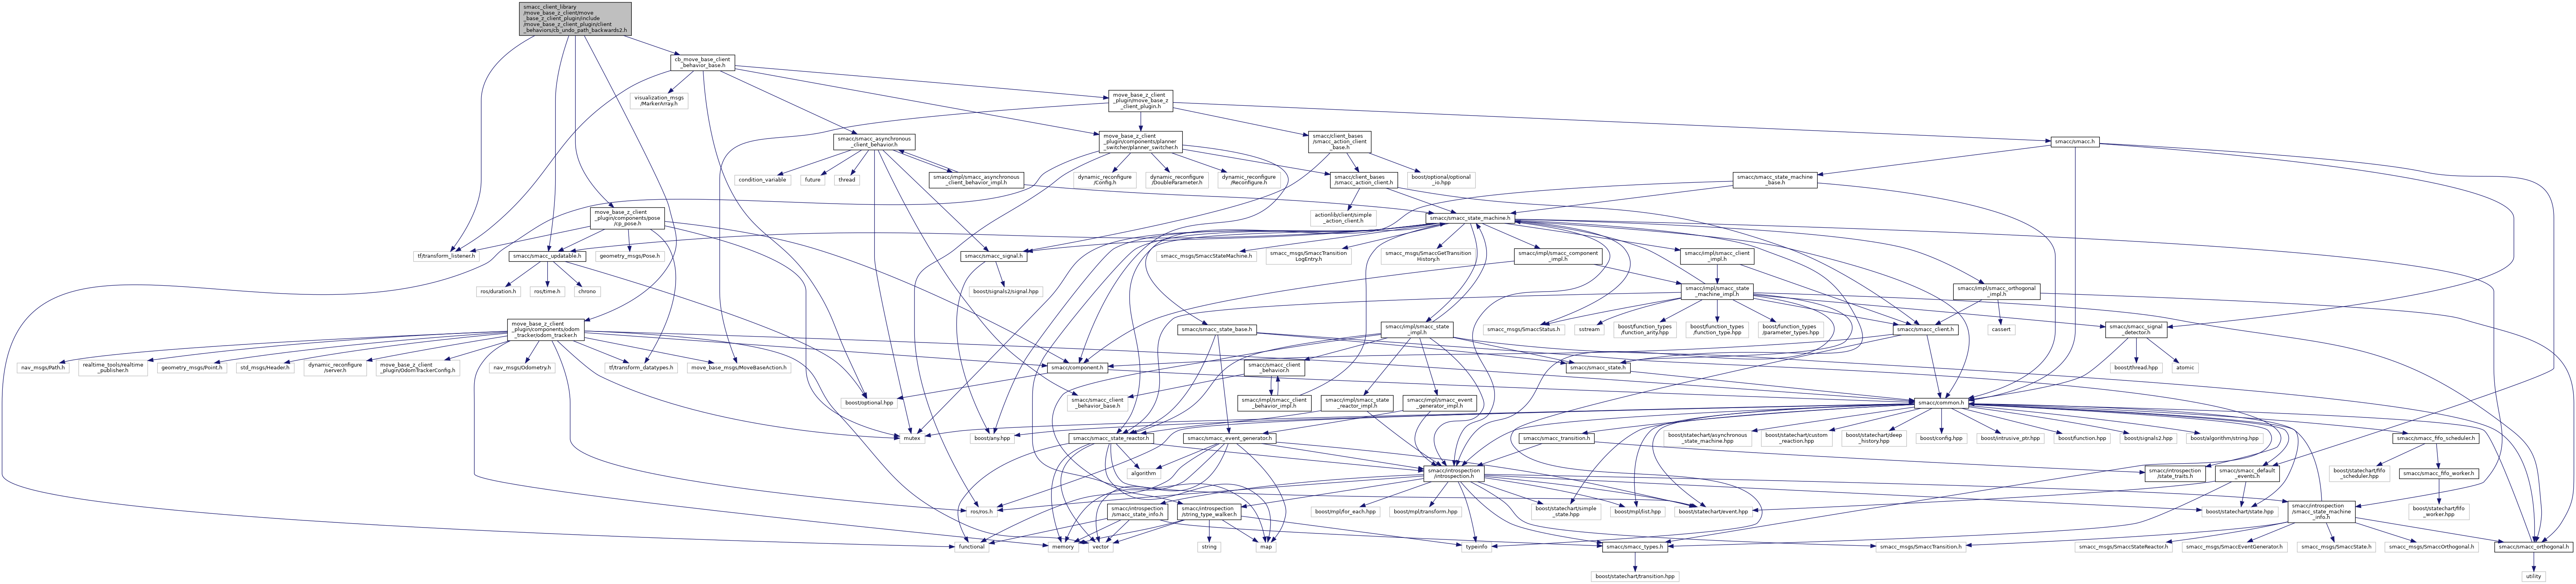 smacc_client_library
/move_base_z_client/move
_base_z_client_plugin/include
/move_base_z_client_plugin/client
_behaviors/cb_undo_path_backwards2.h
cb_move_base_client
_behavior_base.h
visualization_msgs
/MarkerArray.h
move_base_z_client
_plugin/move_base_z
_client_plugin.h
smacc/smacc_asynchronous
_client_behavior.h
move_base_z_client
_plugin/components/planner
_switcher/planner_switcher.h
smacc/client_bases
/smacc_action_client
_base.h
smacc/smacc.h
condition_variable
future
thread
smacc/impl/smacc_asynchronous
_client_behavior_impl.h
dynamic_reconfigure
/Config.h
dynamic_reconfigure
/DoubleParameter.h
dynamic_reconfigure
/Reconfigure.h
smacc/client_bases
/smacc_action_client.h
boost/optional/optional
_io.hpp
smacc/smacc_state_machine
_base.h
move_base_z_client
_plugin/components/pose
/cp_pose.h
actionlib/client/simple
_action_client.h
smacc/smacc_state_machine.h
tf/transform_listener.h
smacc/smacc_updatable.h
geometry_msgs/Pose.h
smacc/smacc_signal.h
smacc_msgs/SmaccStateMachine.h
smacc_msgs/SmaccTransition
LogEntry.h
smacc_msgs/SmaccGetTransition
History.h
smacc/impl/smacc_component
_impl.h
smacc/impl/smacc_client
_impl.h
ros/duration.h
ros/time.h
chrono
boost/signals2/signal.hpp
smacc/impl/smacc_state
_machine_impl.h
smacc/impl/smacc_orthogonal
_impl.h
move_base_z_client
_plugin/components/odom
_tracker/odom_tracker.h
smacc/smacc_state_base.h
smacc/impl/smacc_state
_impl.h
smacc_msgs/SmaccStatus.h
sstream
boost/function_types
/function_arity.hpp
boost/function_types
/function_type.hpp
boost/function_types
/parameter_types.hpp
smacc/smacc_client.h
cassert
smacc/smacc_signal
_detector.h
nav_msgs/Path.h
realtime_tools/realtime
_publisher.h
geometry_msgs/Point.h
std_msgs/Header.h
dynamic_reconfigure
/server.h
move_base_z_client
_plugin/OdomTrackerConfig.h
nav_msgs/Odometry.h
tf/transform_datatypes.h
move_base_msgs/MoveBaseAction.h
smacc/component.h
smacc/smacc_client
_behavior.h
smacc/smacc_state.h
boost/thread.hpp
atomic
boost/optional.hpp
smacc/smacc_client
_behavior_base.h
smacc/impl/smacc_client
_behavior_impl.h
smacc/impl/smacc_state
_reactor_impl.h
smacc/impl/smacc_event
_generator_impl.h
smacc/common.h
mutex
boost/any.hpp
smacc/smacc_state_reactor.h
smacc/smacc_event_generator.h
smacc/smacc_transition.h
boost/statechart/asynchronous
_state_machine.hpp
boost/statechart/custom
_reaction.hpp
boost/statechart/deep
_history.hpp
boost/config.hpp
boost/intrusive_ptr.hpp
boost/function.hpp
boost/signals2.hpp
boost/algorithm/string.hpp
smacc/smacc_fifo_scheduler.h
algorithm
smacc/introspection
/introspection.h
smacc/introspection
/state_traits.h
smacc/smacc_default
_events.h
boost/statechart/fifo
_scheduler.hpp
smacc/smacc_fifo_worker.h
ros/ros.h
smacc/introspection
/smacc_state_info.h
smacc/introspection
/string_type_walker.h
boost/mpl/for_each.hpp
boost/mpl/transform.hpp
boost/statechart/simple
_state.hpp
boost/mpl/list.hpp
boost/statechart/event.hpp
boost/statechart/state.hpp
smacc/introspection
/smacc_state_machine
_info.h
boost/statechart/fifo
_worker.hpp
functional
memory
vector
string
map
typeinfo
smacc/smacc_types.h
smacc_msgs/SmaccTransition.h
smacc_msgs/SmaccStateReactor.h
smacc_msgs/SmaccEventGenerator.h
smacc_msgs/SmaccState.h
smacc_msgs/SmaccOrthogonal.h
smacc/smacc_orthogonal.h
boost/statechart/transition.hpp
utility